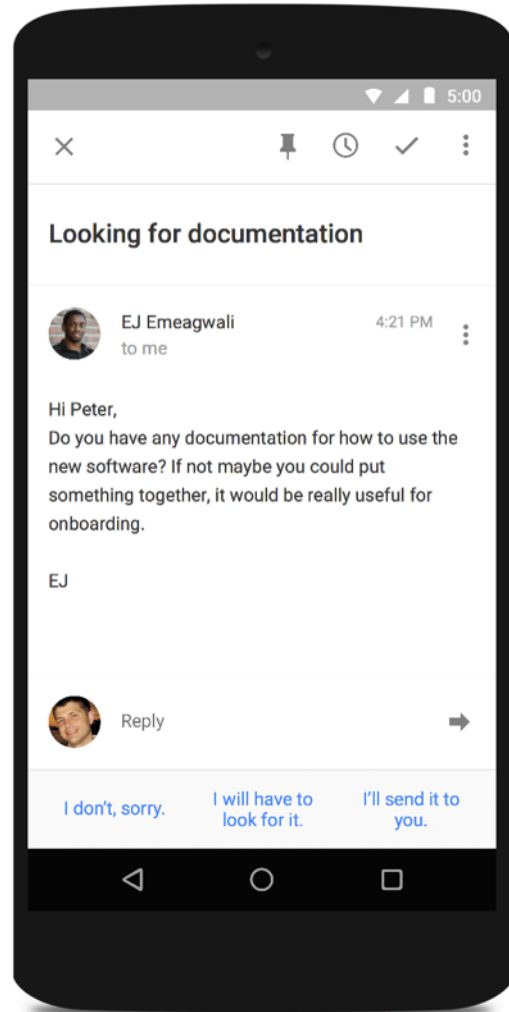 5:00
Looking for documentation
EJ Emeagwali
4:21 PM
to me
Hi Peter,
Do you have any documentation for how to use the
new software? If not maybe you could put
something together, it would be really useful for
onboarding.
EJ
Reply
I don't, sorry.
I will have to
look for it.
I'll send it to
you.